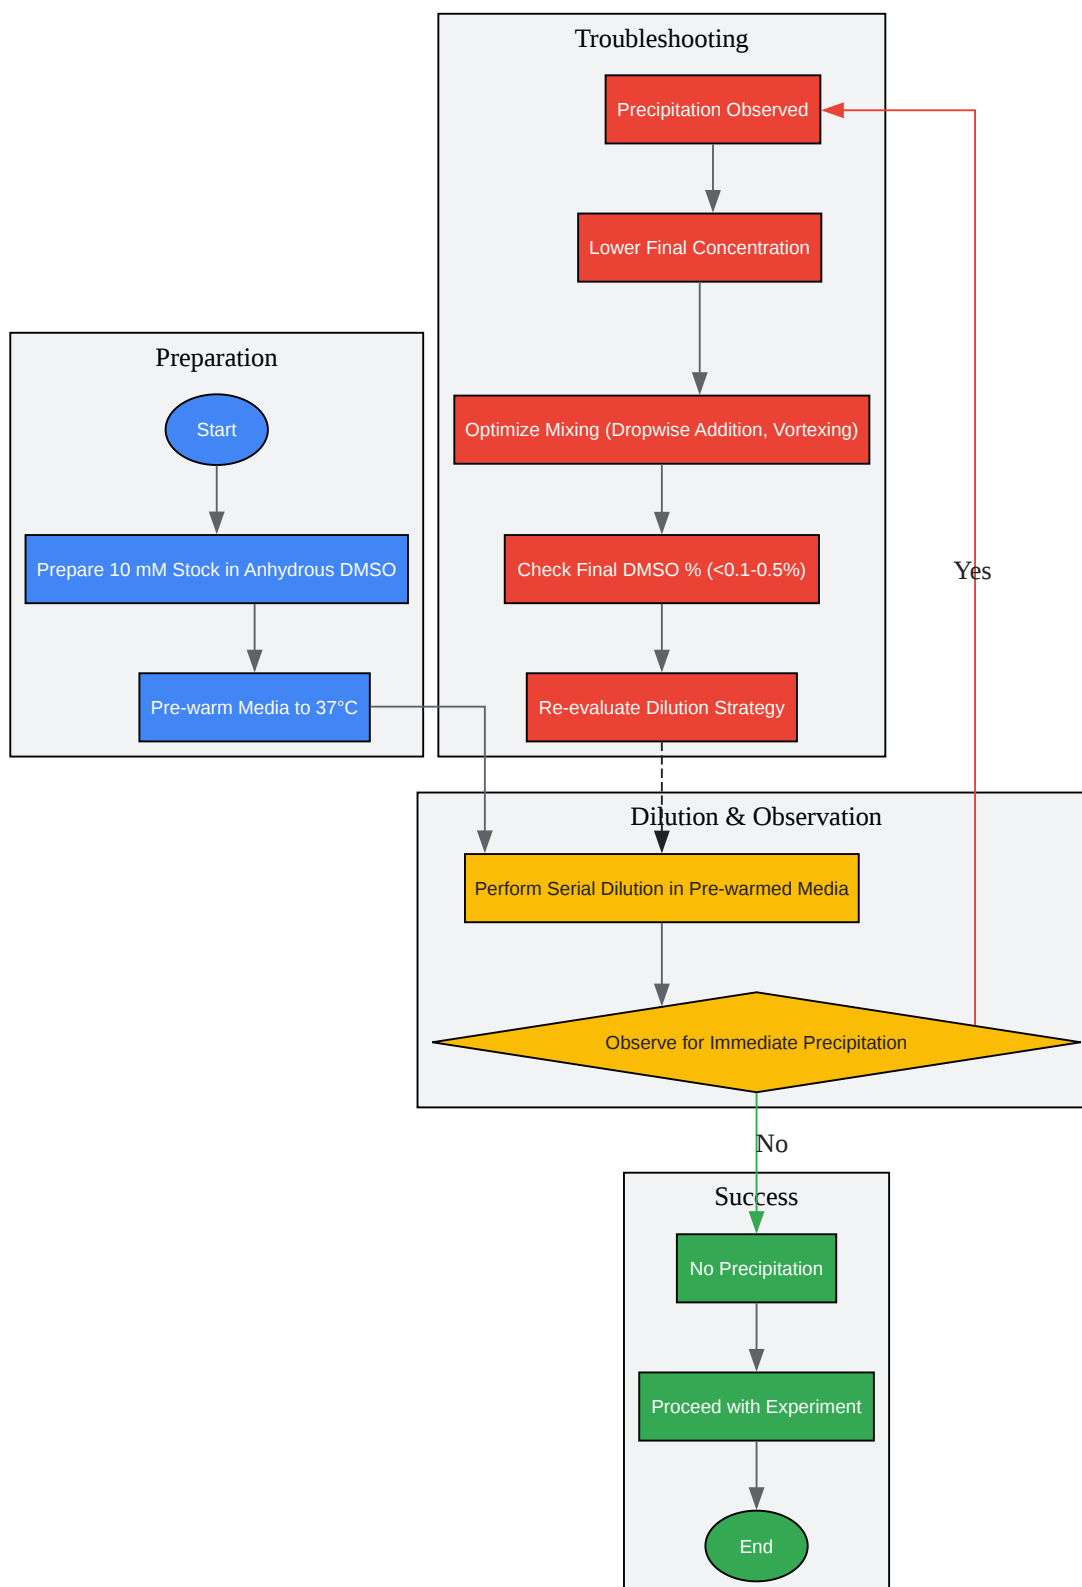 Troubleshooting
Precipitation Observed
Lower Final Concentration
Optimize Mixing (Dropwise Addition, Vortexing)
Check Final DMSO % (<0.1-0.5%)
Re-evaluate Dilution Strategy
Preparation
Start
Prepare 10 mM Stock in Anhydrous DMSO
Pre-warm Media to 37°C
Yes
Dilution & Observation
Perform Serial Dilution in Pre-warmed Media
Observe for Immediate Precipitation
No
Success
No Precipitation
Proceed with Experiment
End